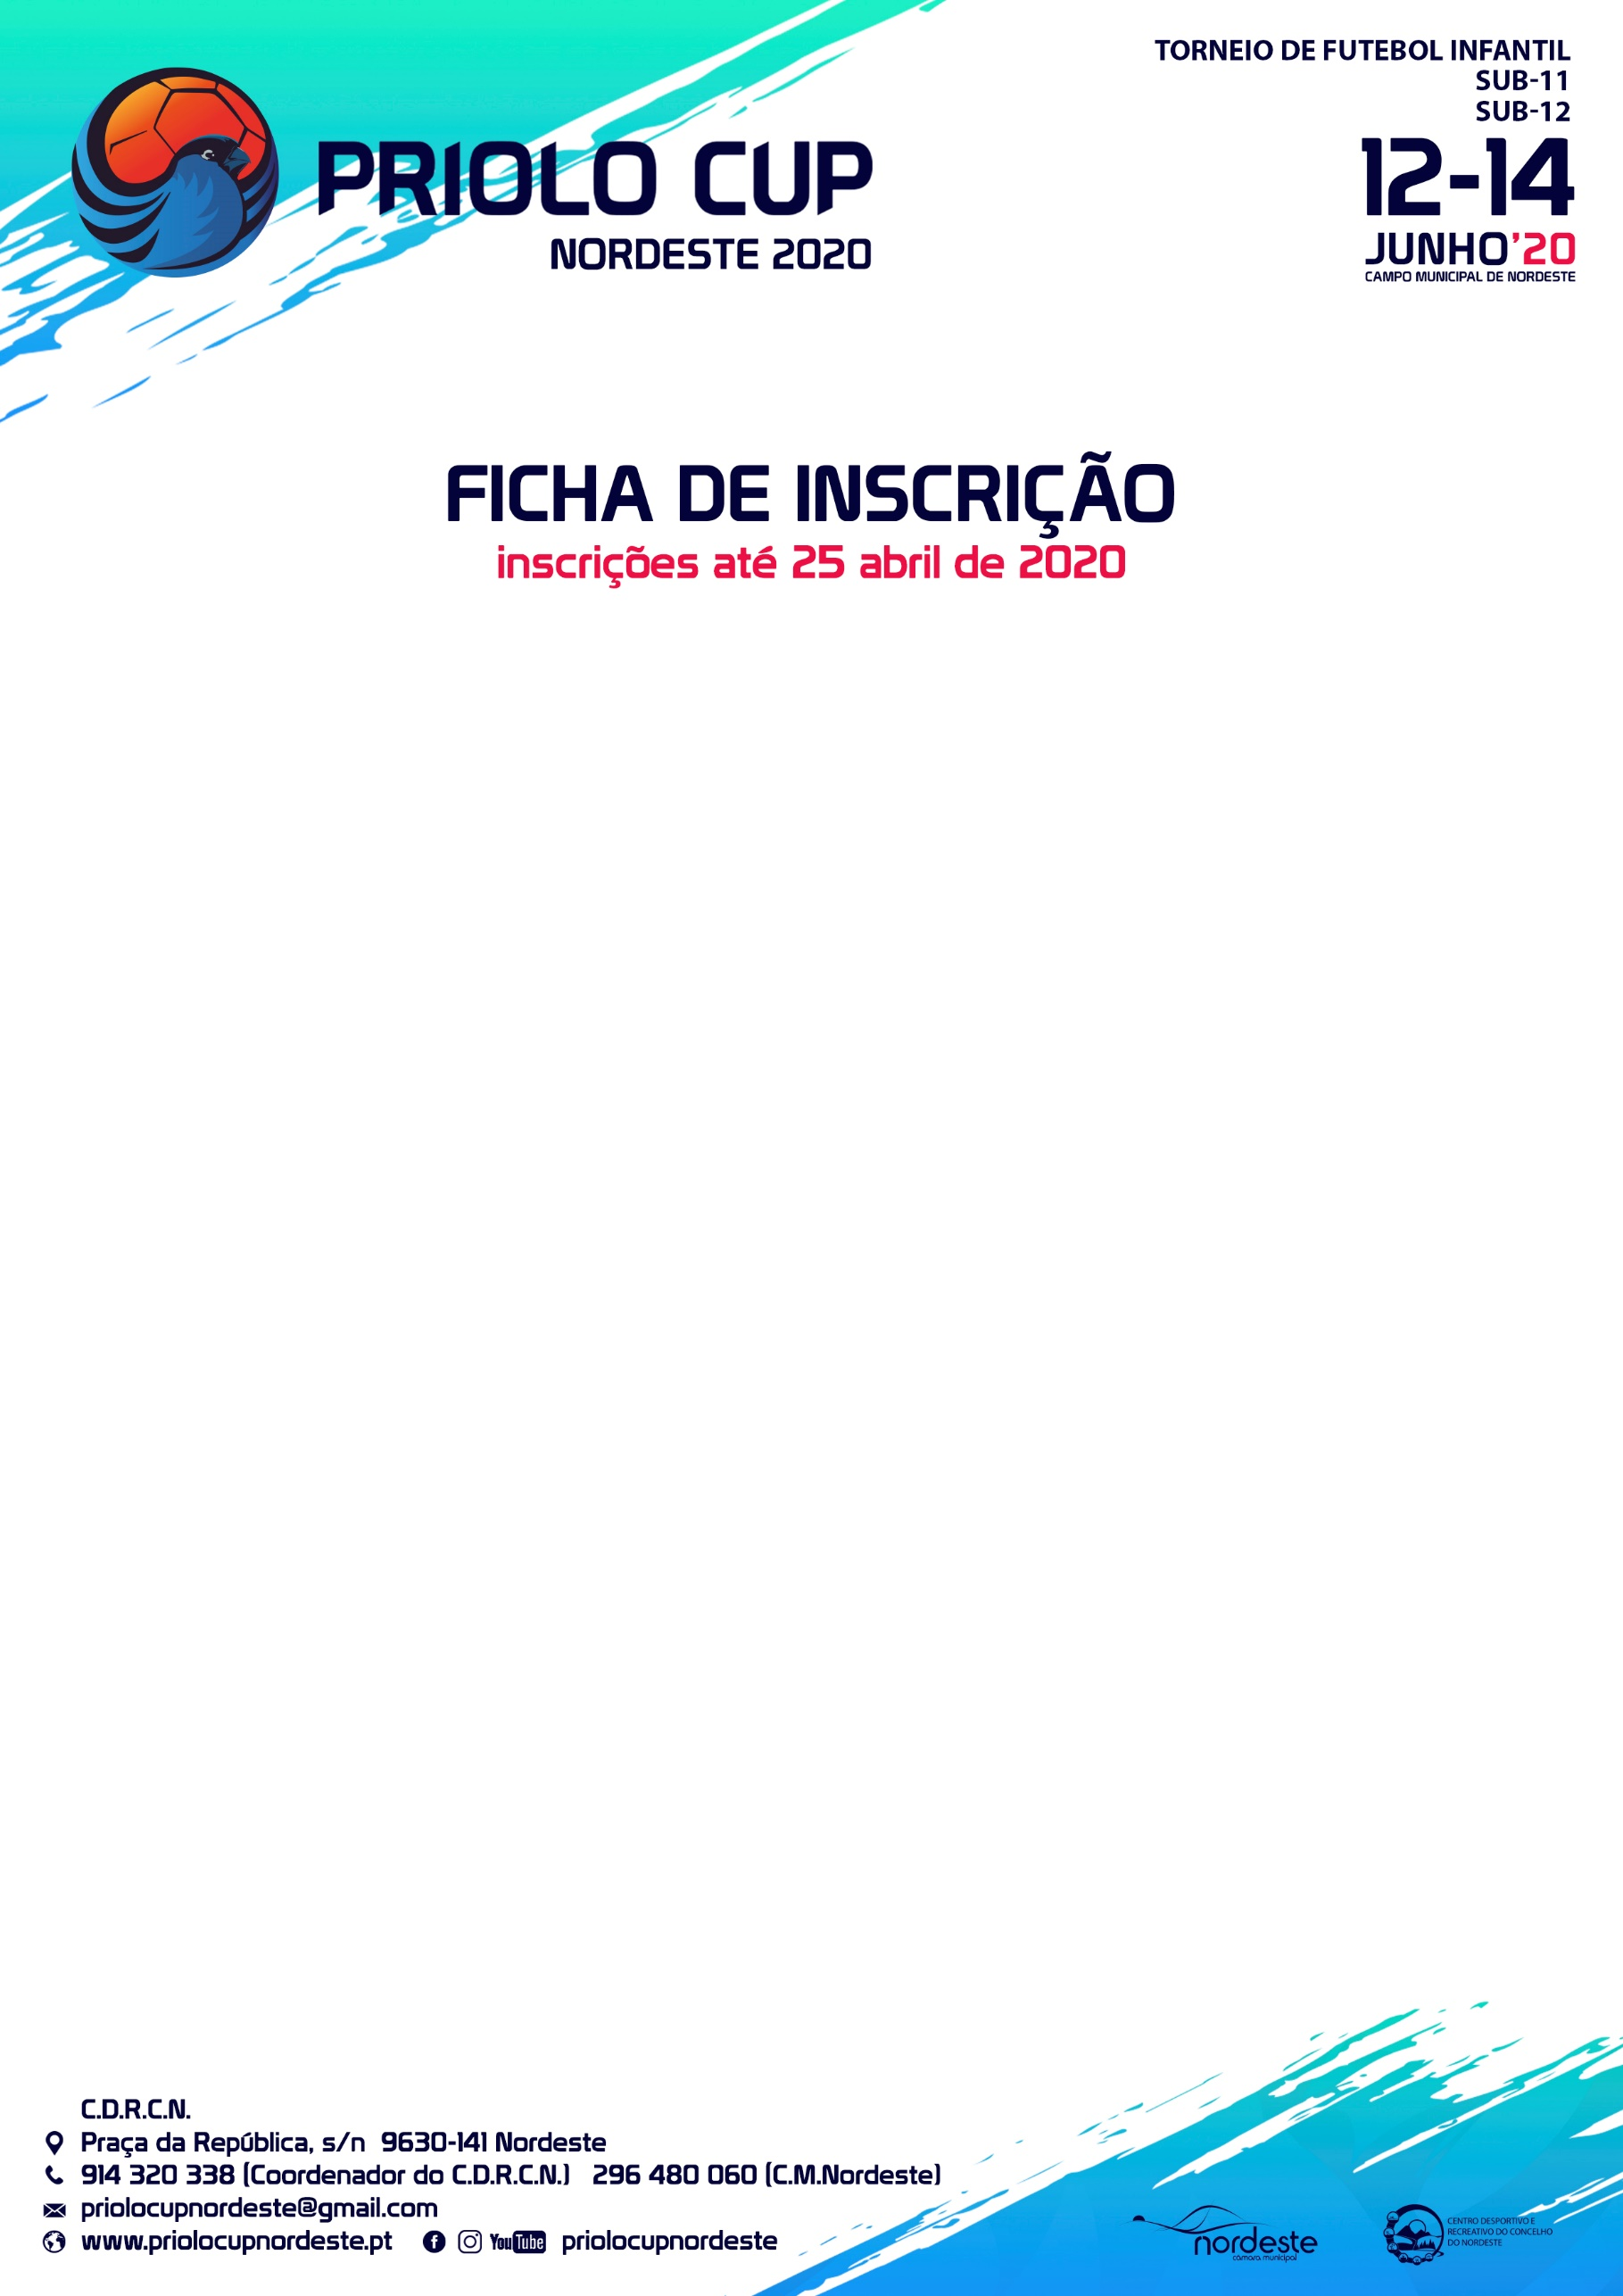 TORNEIO DE FUTEBOL INFANTIL
SUB-11
SUB-12
PRIOLO CUP
NORDESTE 2020
12-14
JUNHO'20
CAMPO MUNICIPAL DE NORDESTE
FICHA DE INSCRIÇÃO
inscrições até 25 abril de 2020
C.D.R.C.N.
Praça da República, s/n 9630-141 Nordeste
914 320 338 (Coordenador do C.D.R.C.N.) 296 480 060 (C.M.Nordeste)
priolocupnordeste@gmail.com
www.priolocupnordeste.pt f YouTube priolocupnordeste
nordeste
câmara municipal
CENTRO DESPORTIVO E
RECREATIVO DO CONCELHO
DO NORDESTE